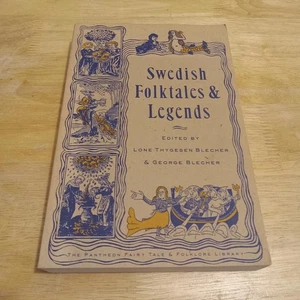 Swedish
Folktales &
Legends
EDITED BY
LONE THYGESEN BLECHER
& GEORGE BLECHER
THE PANTHEON FAIRY TALE & FOLKLORE LIBRARY